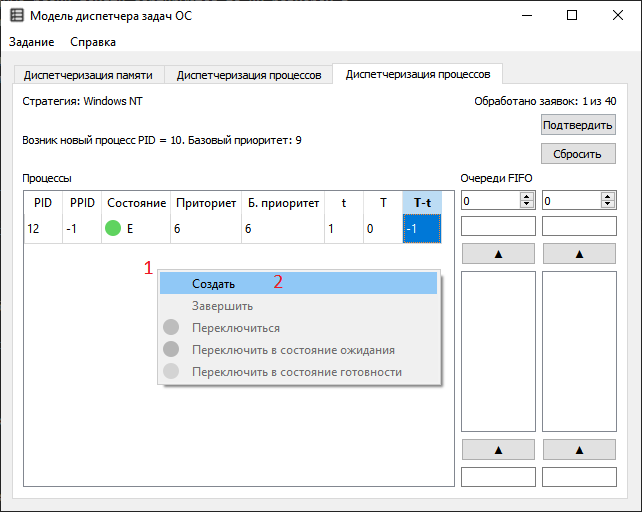 Модель диспетчера задач ОС
Задание Справка
Диспетчеризация памяти Диспетчеризация процессов Диспетчеризация процессов
Стратегия: Windows NT Обработано заявок: 1 из 40
Подтвердить
Возник новый процесс PID = 10. Базовый приоритет: 9
Сбросить
Процессы Очереди FIFO
PID PPID Состояние Приториет Б. приоритет t T T-t
0 0
12 -1 E 6 6 1 0 -1
▲ ▲
1
Создать 2
Завершить
Переключиться
Переключить в состояние ожидания
Переключить в состояние готовности
▲ ▲